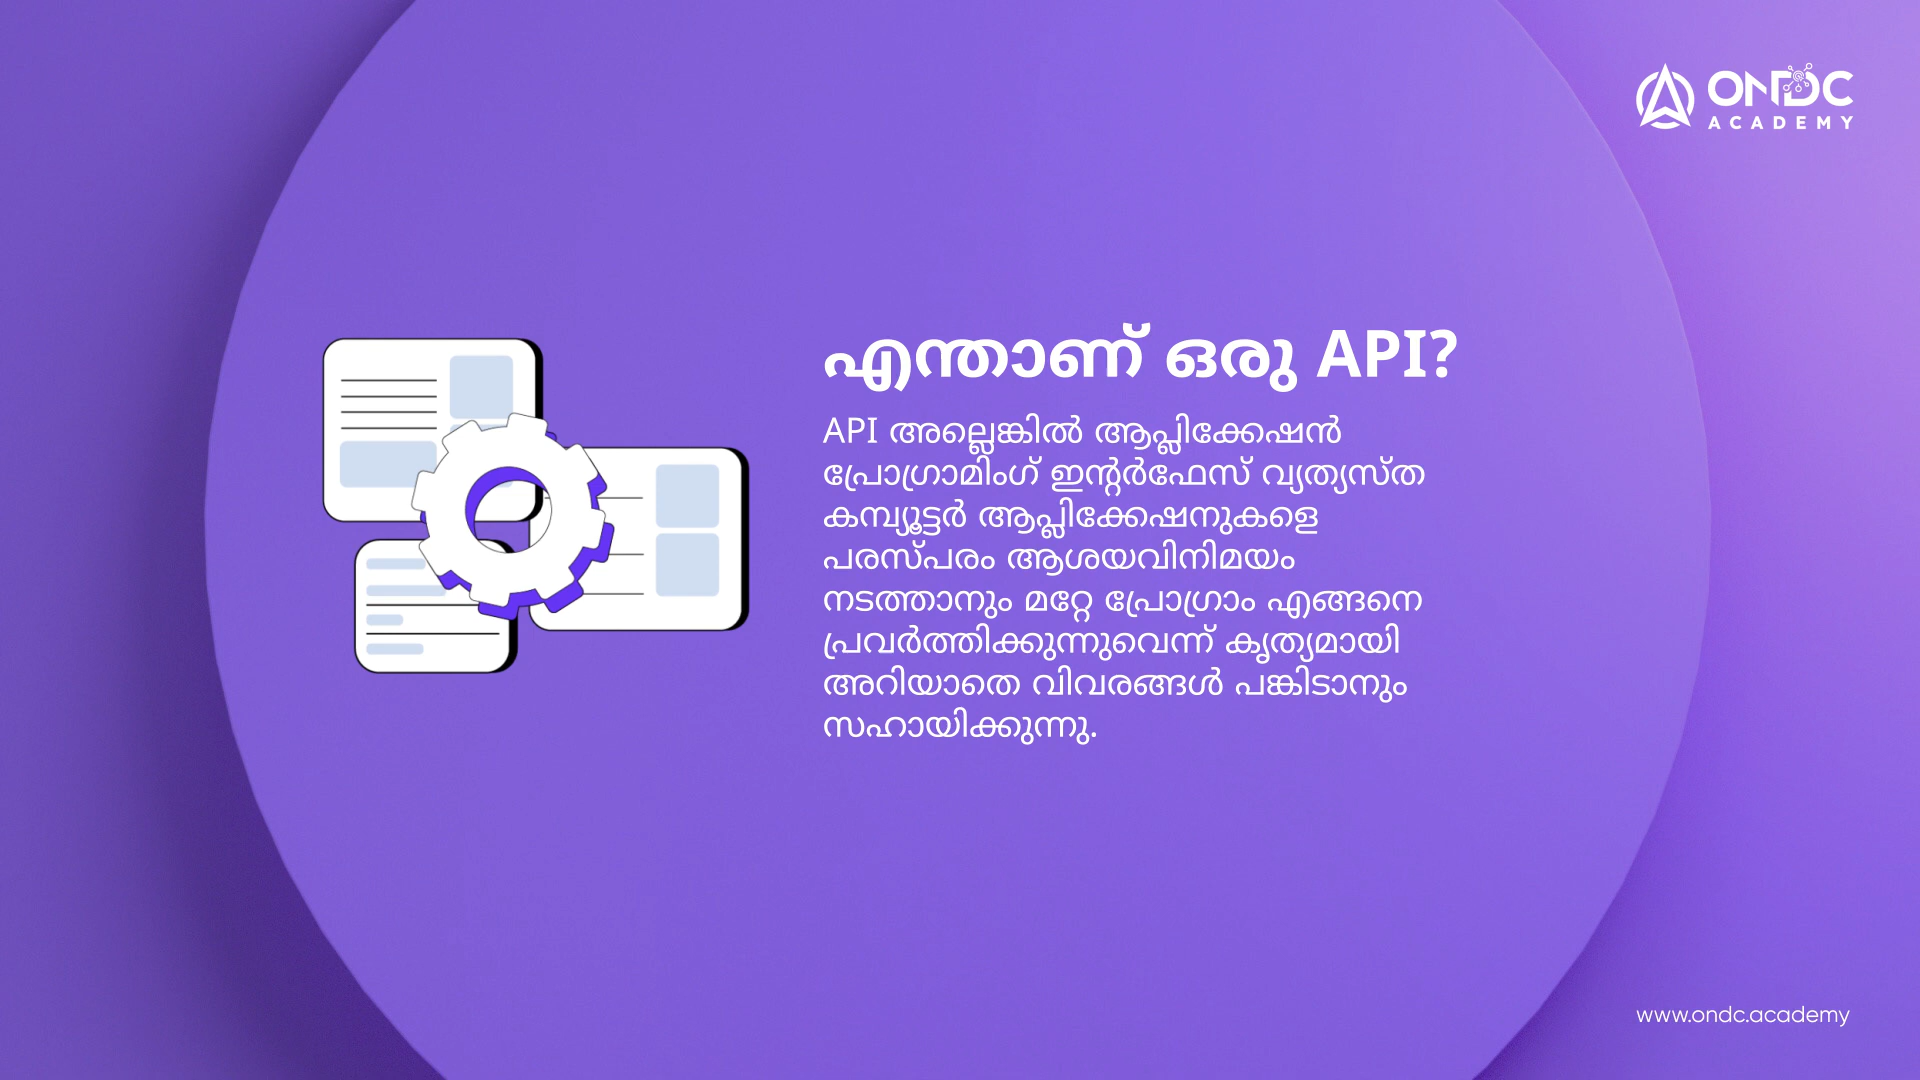 ONDC
ACADEMY
എന്താണ് ഒരു API?
API അല്ലെങ്കിൽ ആപ്ലിക്കേഷൻ
പ്രോഗ്രാമിംഗ് ഇന്റർഫേസ് വ്യത്യസ്ത
കമ്പ്യൂട്ടർ ആപ്ലിക്കേഷനുകളെ
പരസ്പരം ആശയവിനിമയം
നടത്താനും മറ്റേ പ്രോഗ്രാം എങ്ങനെ
പ്രവർത്തിക്കുന്നുവെന്ന് കൃത്യമായി
അറിയാതെ വിവരങ്ങൾ പങ്കിടാനും
സഹായിക്കുന്നു.
www.ondc.academy